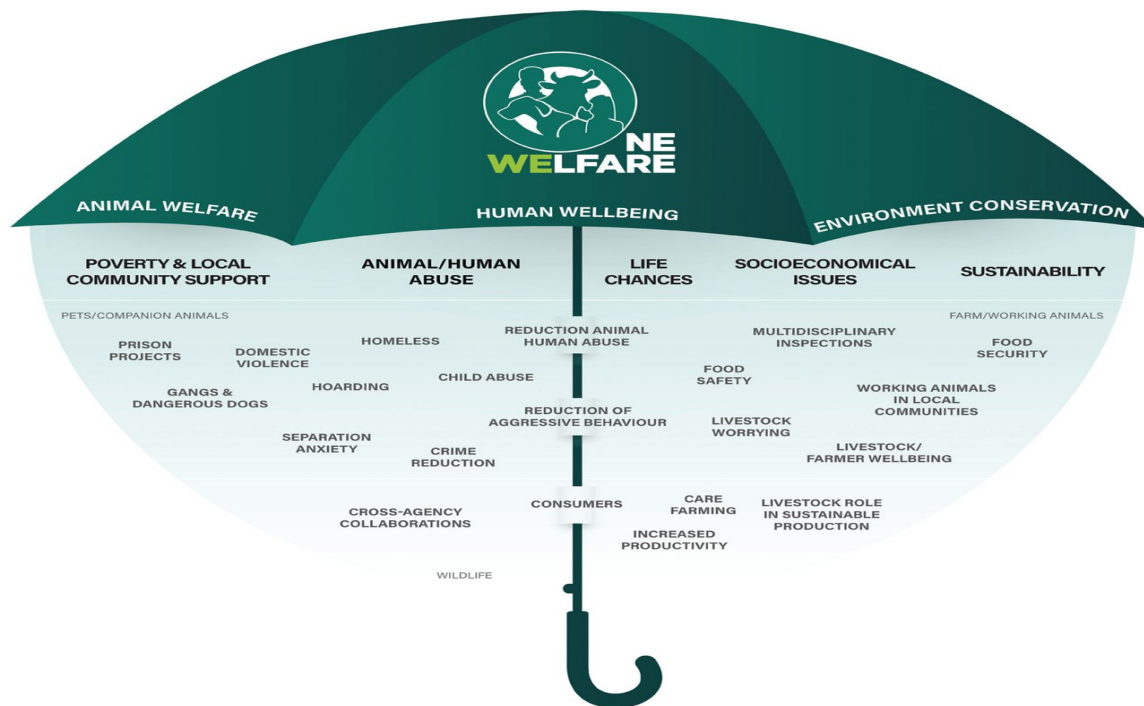 ONE
WELFARE
ANIMAL WELFARE
HUMAN WELLBEING
ENVIRONMENT CONSERVATION
POVERTY & LOCAL
COMMUNITY SUPPORT
ANIMAL/HUMAN
ABUSE
LIFE
CHANCES
SOCIOECONOMICAL
ISSUES
SUSTAINABILITY
PETS/COMPANION ANIMALS
FARM/WORKING ANIMALS
PRISON
PROJECTS
DOMESTIC
VIOLENCE
HOMELESS
REDUCTION ANIMAL
HUMAN ABUSE
MULTIDISCIPLINARY
INSPECTIONS
FOOD
SECURITY
GANGS &
DANGEROUS DOGS
HOARDING
CHILD ABUSE
FOOD
SAFETY
WORKING ANIMALS
IN LOCAL
COMMUNITIES
REDUCTION OF
AGGRESSIVE BEHAVIOUR
LIVESTOCK
WORRYING
SEPARATION
ANXIETY
CRIME
REDUCTION
LIVESTOCK/
FARMER WELLBEING
CROSS-AGENCY
COLLABORATIONS
CONSUMERS
CARE
FARMING
LIVESTOCK ROLE
IN SUSTAINABLE
PRODUCTION
INCREASED
PRODUCTIVITY
WILDLIFE